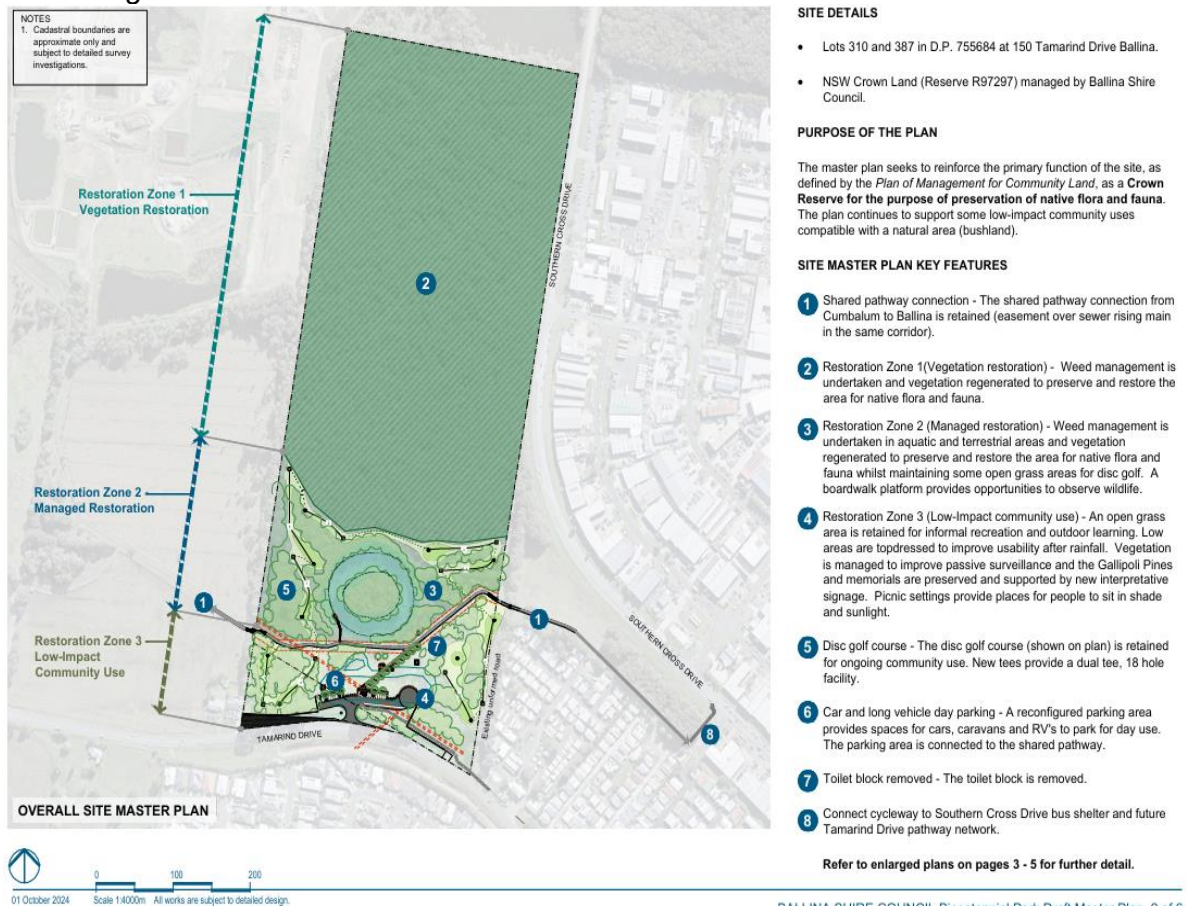 NOTES
1. Cadastral boundaries are
approximate only and
subject to detailed survey
investigations.
Restoration Zone 1
Vegetation Restoration
Restoration Zone 2
Managed Restoration
Restoration Zone 3
Low-Impact
Community Use
SOUTHERN CROSS DRIVE
2
5
3
1
1
7
6
4
8
SOUTHERN CROSS DRIVE
Existing unformed road
TAMARIND DRIVE
OVERALL SITE MASTER PLAN
SITE DETAILS
• Lots 310 and 387 in D.P. 755684 at 150 Tamarind Drive Ballina.
• NSW Crown Land (Reserve R97297) managed by Ballina Shire
Council.
PURPOSE OF THE PLAN
The master plan seeks to reinforce the primary function of the site, as
defined by the Plan of Management for Community Land, as a Crown
Reserve for the purpose of preservation of native flora and fauna.
The plan continues to support some low-impact community uses
compatible with a natural area (bushland).
SITE MASTER PLAN KEY FEATURES
1 Shared pathway connection - The shared pathway connection from
Cumbalum to Ballina is retained (easement over sewer rising main
in the same corridor).
2 Restoration Zone 1(Vegetation restoration) - Weed management is
undertaken and vegetation regenerated to preserve and restore the
area for native flora and fauna.
3 Restoration Zone 2 (Managed restoration) - Weed management is
undertaken in aquatic and terrestrial areas and vegetation
regenerated to preserve and restore the area for native flora and
fauna whilst maintaining some open grass areas for disc golf. A
boardwalk platform provides opportunities to observe wildlife.
4 Restoration Zone 3 (Low-Impact community use) - An open grass
area is retained for informal recreation and outdoor learning. Low
areas are topdressed to improve usability after rainfall. Vegetation
is managed to improve passive surveillance and the Gallipoli Pines
and memorials are preserved and supported by new interpretative
signage. Picnic settings provide places for people to sit in shade
and sunlight.
5 Disc golf course - The disc golf course (shown on plan) is retained
for ongoing community use. New tees provide a dual tee, 18 hole
facility.
6 Car and long vehicle day parking - A reconfigured parking area
provides spaces for cars, caravans and RV's to park for day use.
The parking area is connected to the shared pathway.
7 Toilet block removed - The toilet block is removed.
8 Connect cycleway to Southern Cross Drive bus shelter and future
Tamarind Drive pathway network.
Refer to enlarged plans on pages 3 - 5 for further detail.
0 100 200
01 October 2024 Scale 1:4000m All works are subject to detailed design.